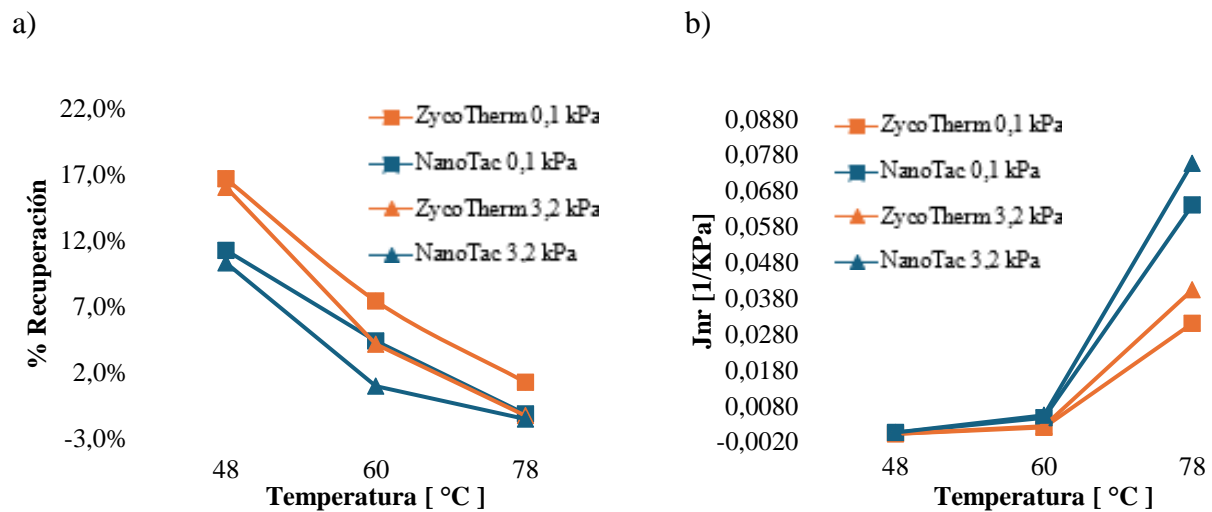 a)
22,0%
17,0%
12,0%
7,0%
2,0%
-3,0%
% Recuperación
ZycoTherm 0,1 kPa
NanoTac 0,1 kPa
ZycoTherm 3,2 kPa
NanoTac 3,2 kPa
48 60 78
Temperatura [ °C ]
b)
0,0880
0,0780
0,0680
0,0580
0,0480
0,0380
0,0280
0,0180
0,0080
-0,0020
Jnr [1/KPa]
ZycoTherm 0,1 kPa
NanoTac 0,1 kPa
ZycoTherm 3,2 kPa
NanoTac 3,2 kPa
48 60 78
Temperatura [ °C ]